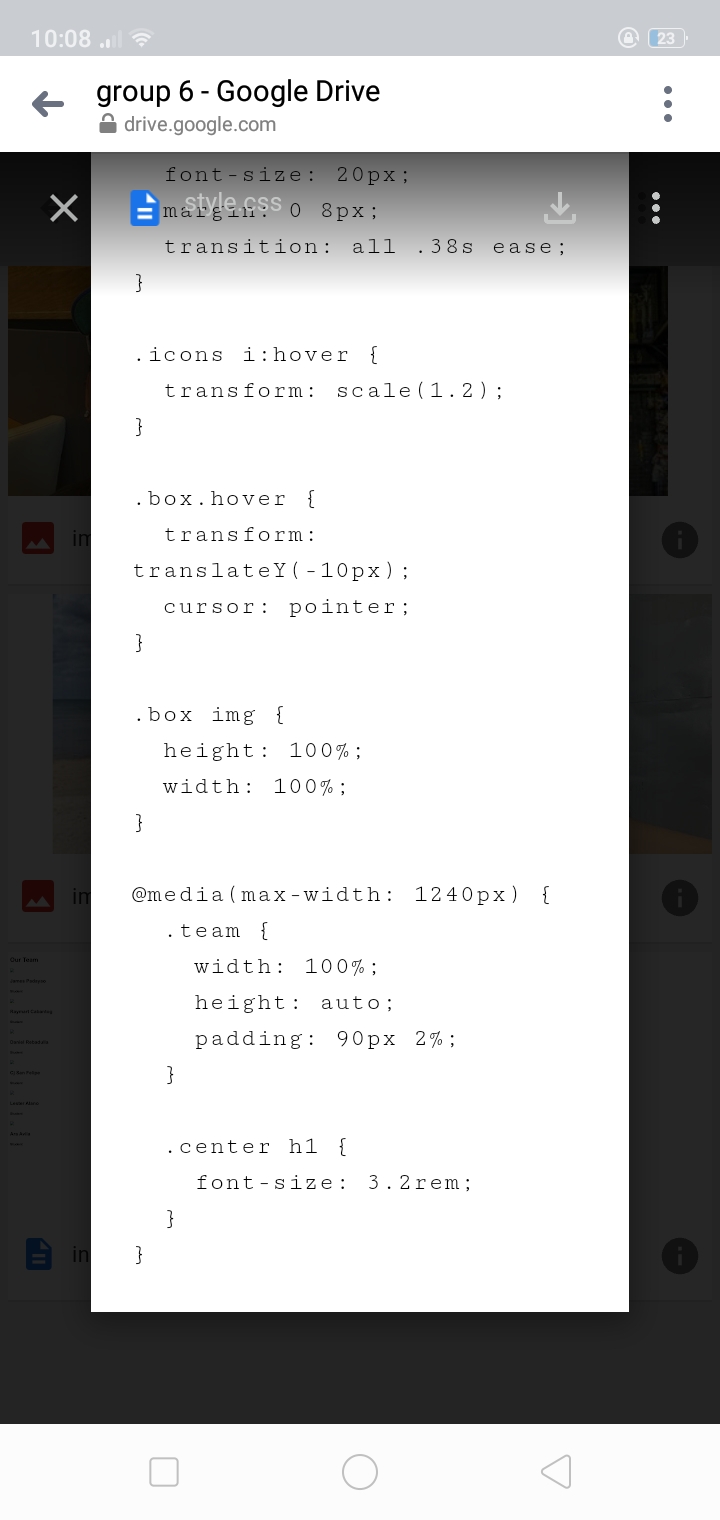 10:08
23
group 6 - Google Drive
drive.google.com
style.css
font-size: 20px;
margin: 0 8px;
transition: all .38s ease;
}
.icons i:hover {
transform: scale(1.2);
}
.box.hover {
transform:
translateY(-10px);
cursor: pointer;
}
.box img {
height: 100%;
width: 100%;
}
@media(max-width: 1240px) {
.team {
width: 100%;
height: auto;
padding: 90px 2%;
}
.center h1 {
font-size: 3.2rem;
}
}
im
im
Our Team
in